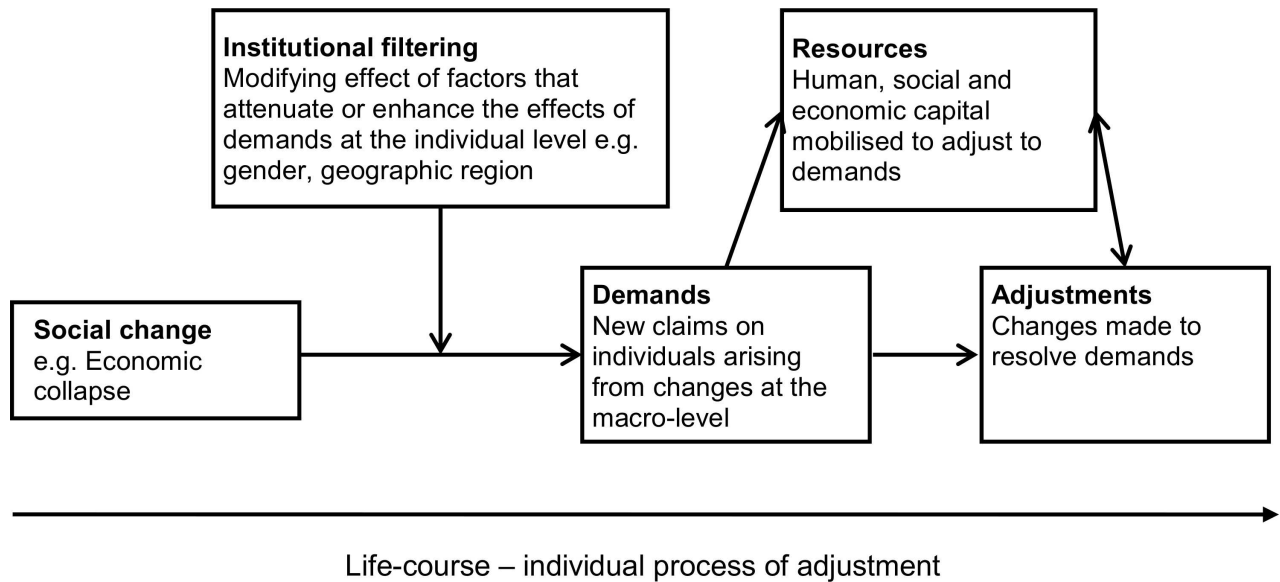 Institutional filtering
Modifying effect of factors that
attenuate or enhance the effects of
demands at the individual level e.g.
gender, geographic region
Resources
Human, social and
economic capital
mobilised to adjust to
demands
Social change
e.g. Economic
collapse
Demands
New claims on
individuals arising
from changes at the
macro-level
Adjustments
Changes made to
resolve demands
Life-course – individual process of adjustment